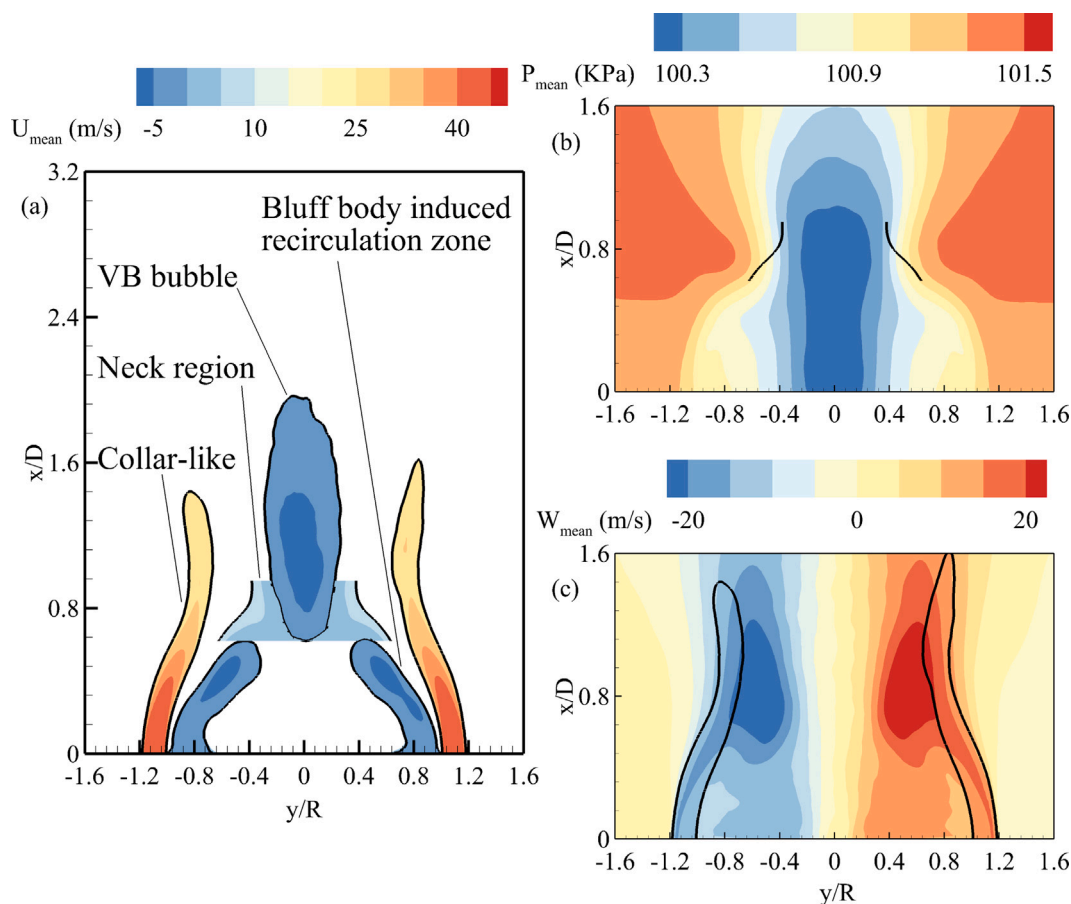 U_mean (m/s)
-5 10 25 40
(a)
3.2
2.4
1.6
0.8
0
x/D
Bluff body induced
recirculation zone
VB bubble
Neck region
Collar-like
-1.6 -1.2 -0.8 -0.4 0 0.4 0.8 1.2 1.6
y/R
P_mean (KPa)
100.3 100.9 101.5
(b)
1.6
0.8
0
x/D
-1.6 -1.2 -0.8 -0.4 0 0.4 0.8 1.2 1.6
W_mean (m/s)
-20 0 20
(c)
1.6
0.8
0
x/D
-1.6 -1.2 -0.8 -0.4 0 0.4 0.8 1.2 1.6
y/R